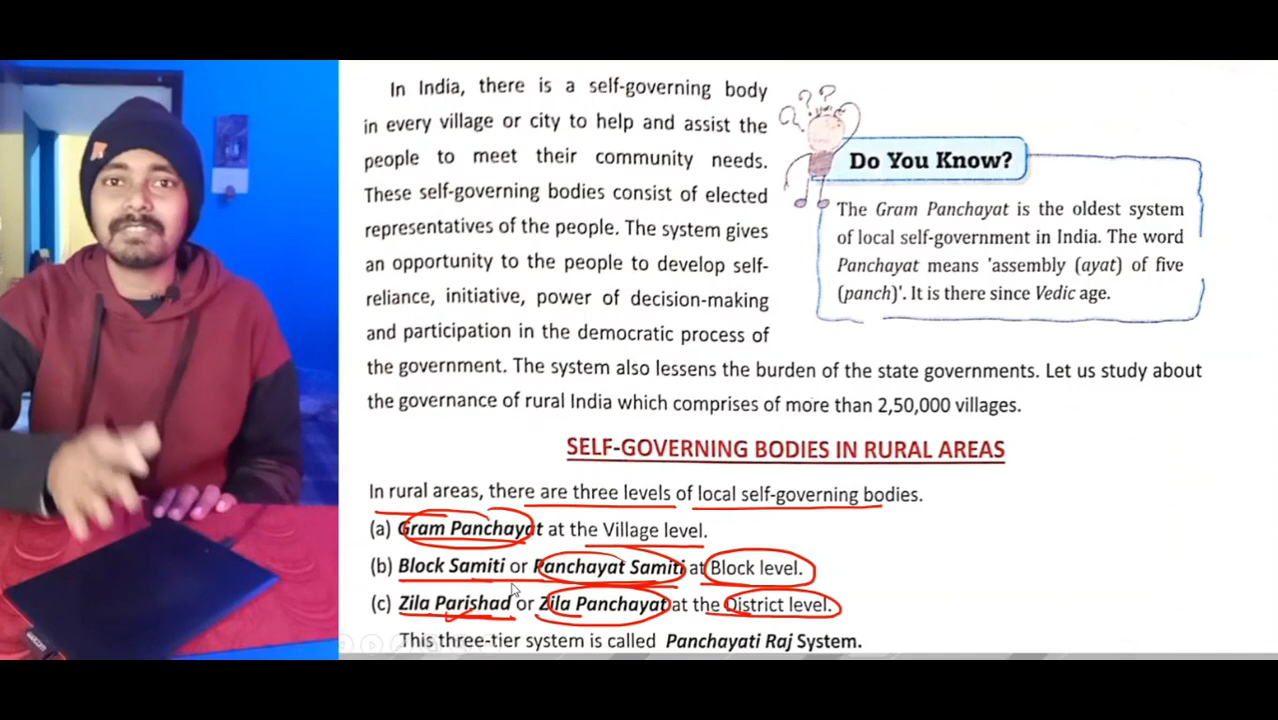 In India, there is a self-governing body
in every village or city to help and assist the
people to meet their community needs.
These self-governing bodies consist of elected
representatives of the people. The system gives
an opportunity to the people to develop self-
reliance, initiative, power of decision-making
and participation in the democratic process of
the government. The system also lessens the burden of the state governments. Let us study about
the governance of rural India which comprises of more than 2,50,000 villages.
???
Do You Know?
The Gram Panchayat is the oldest system
of local self-government in India. The word
Panchayat means 'assembly (ayat) of five
(panch)'. It is there since Vedic age.
SELF-GOVERNING BODIES IN RURAL AREAS
In rural areas, there are three levels of local self-governing bodies.
(a) Gram Panchayat at the Village level.
(b) Block Samiti or Panchayat Samiti at Block level.
(c) Zila Parishad or Zila Panchayat at the District level.
This three-tier system is called Panchayati Raj System.